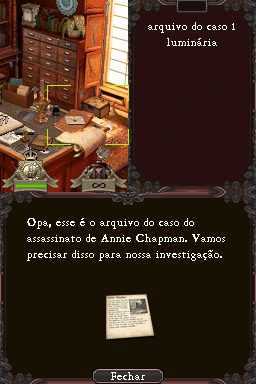 arquivo do caso 1
luminária
Opa, esse é o arquivo do caso do
assassinato de Annie Chapman. Vamos
precisar disso para nossa investigação.
Fechar